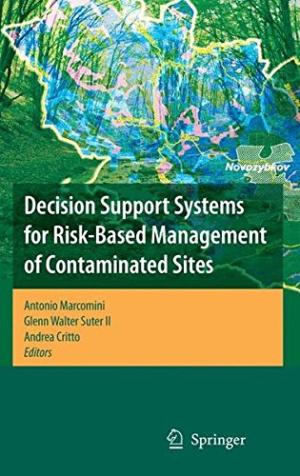 Novozybkov
Decision Support Systems
for Risk-Based Management
of Contaminated Sites
Antonio Marcomini
Glenn Walter Suter II
Andrea Critto
Editors
Springer